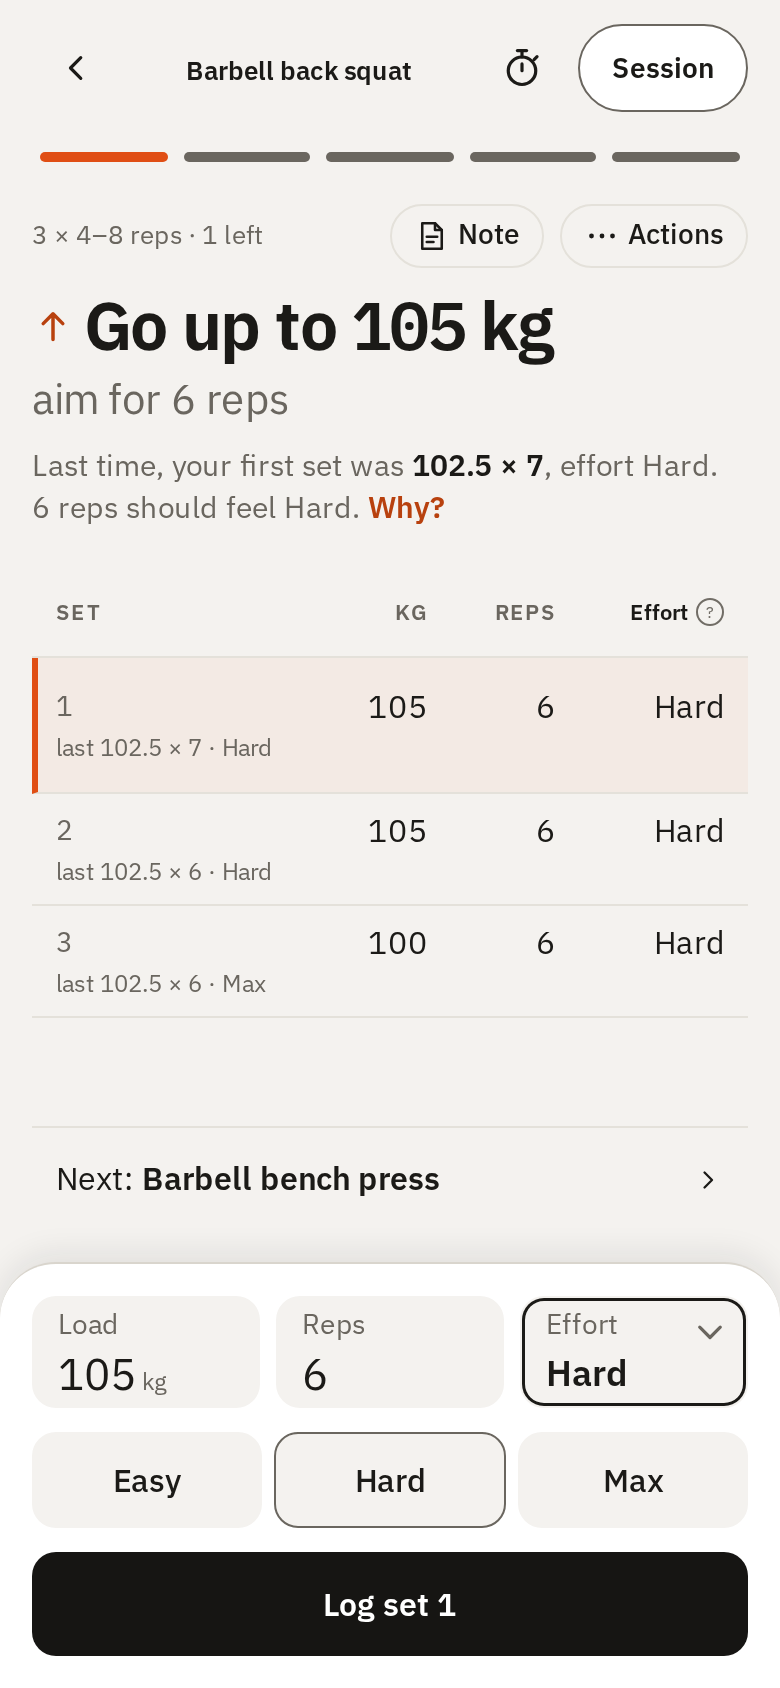 Barbell back squat
Session
3 × 4–8 reps · 1 left
Note
Actions
↑ Go up to 105 kg
aim for 6 reps
Last time, your first set was 102.5 × 7, effort Hard.
6 reps should feel Hard. Why?
SET KG REPS Effort ?
1 105 6 Hard
last 102.5 × 7 · Hard
2 105 6 Hard
last 102.5 × 6 · Hard
3 100 6 Hard
last 102.5 × 6 · Max
Next: Barbell bench press
Load Reps Effort
105 kg 6 Hard
Easy Hard Max
Log set 1